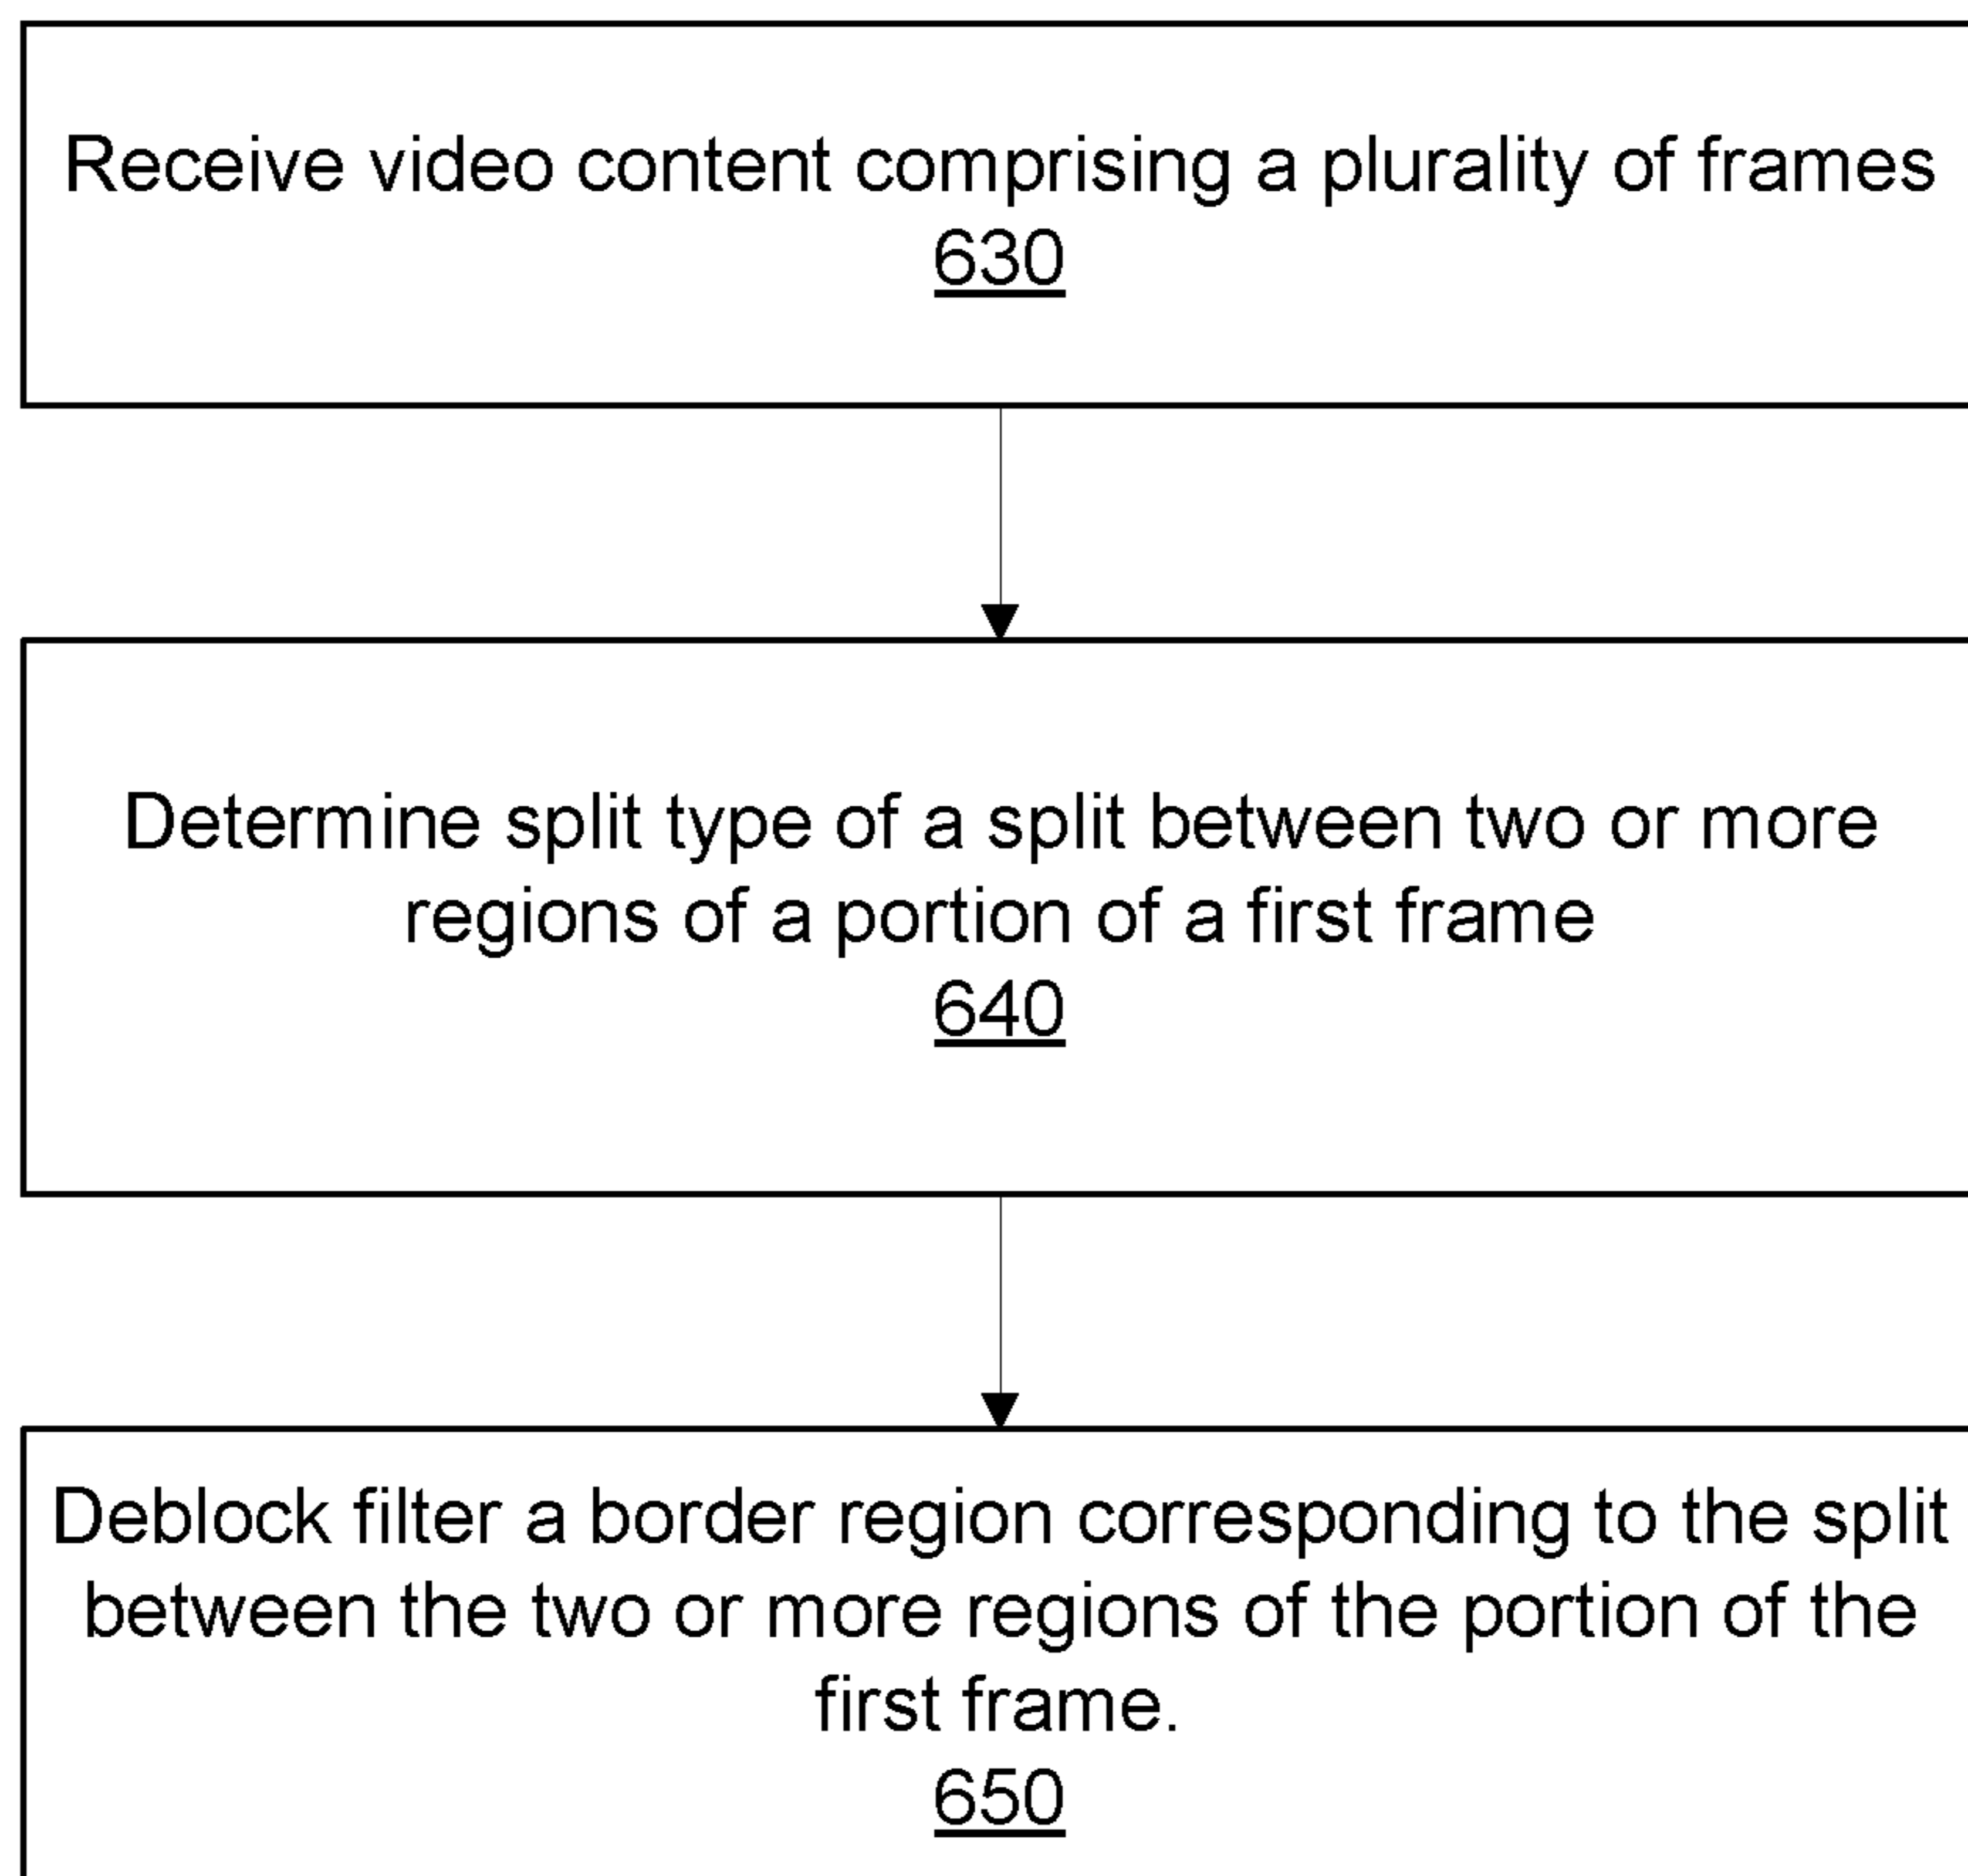 Receive video content comprising a plurality of frames
630
Determine split type of a split between two or more
regions of a portion of a first frame
640
Deblock filter a border region corresponding to the split
between the two or more regions of the portion of the
first frame.
650